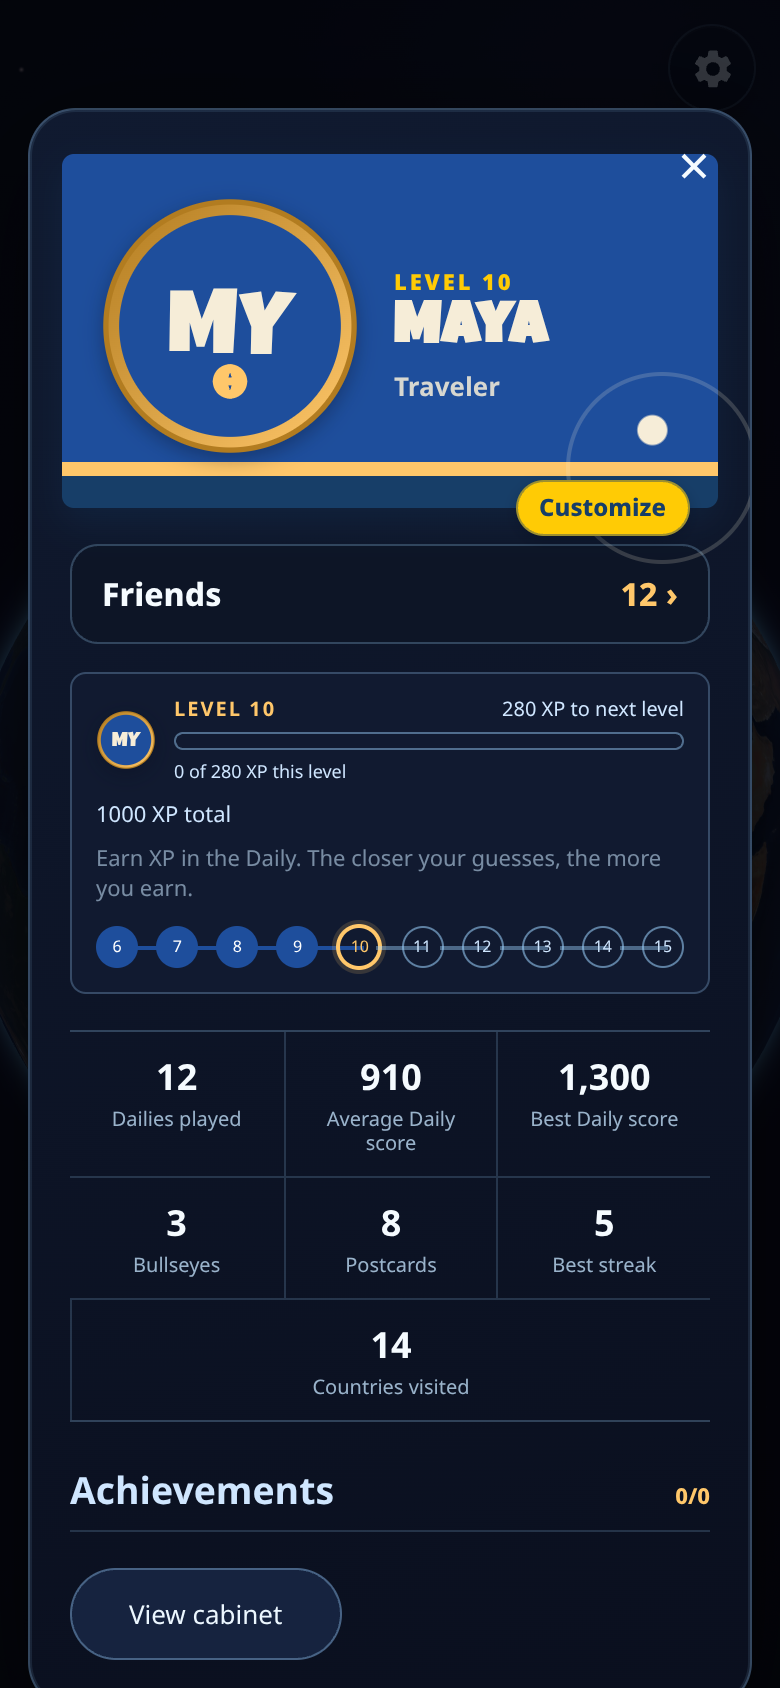 MY
LEVEL 10
MAYA
Traveler
Customize
Friends
12 ›
MY
LEVEL 10
280 XP to next level
0 of 280 XP this level
1000 XP total
Earn XP in the Daily. The closer your guesses, the more
you earn.
6 7 8 9 10 11 12 13 14 15
12
Dailies played
910
Average Daily
score
1,300
Best Daily score
3
Bullseyes
8
Postcards
5
Best streak
14
Countries visited
Achievements
0/0
View cabinet